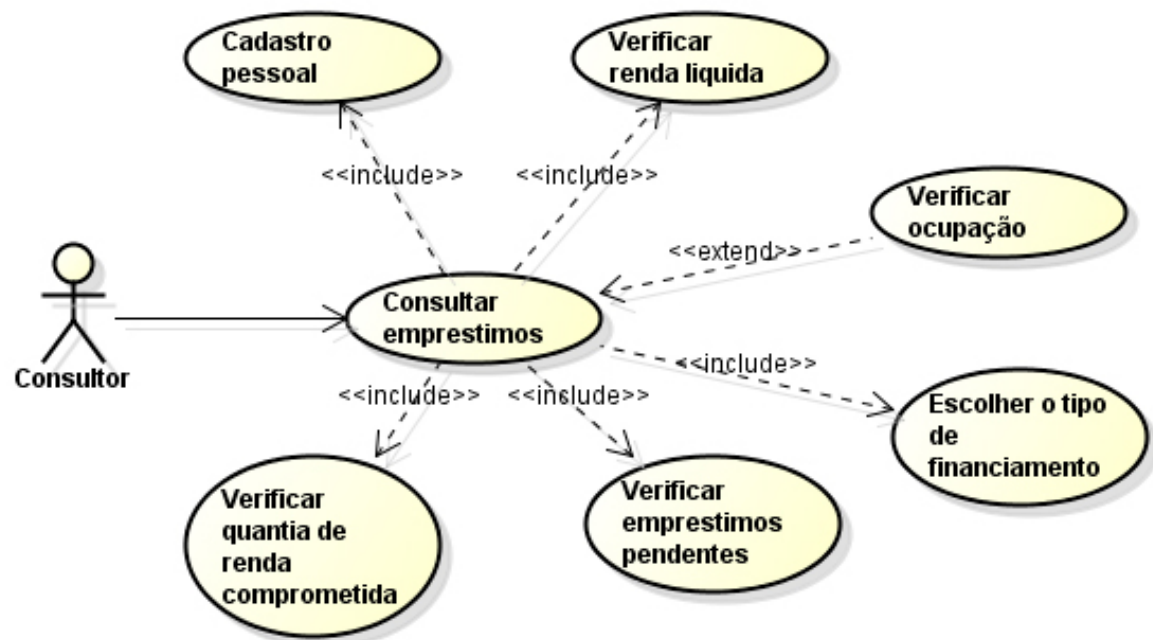 Cadastro
pessoal
Verificar
renda liquida
<<include>>
<<include>>
Verificar
ocupação
<<extend>>
Consultar
emprestimos
Consultor
<<include>>
<<include>>
<<include>>
Escolher o tipo
de
financiamento
Verificar
quantia de
renda
comprometida
Verificar
emprestimos
pendentes